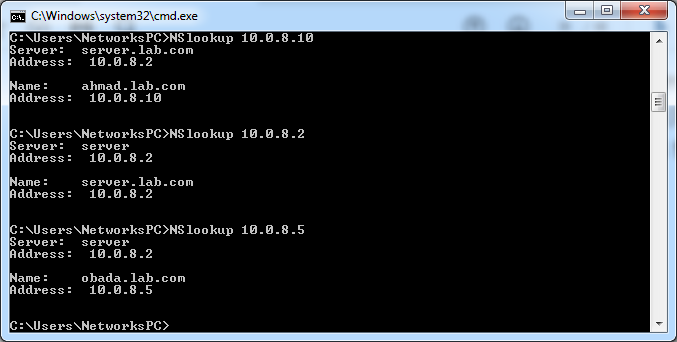 C:\Windows\system32\cmd.exe
C:\Users\NetworksPC>NSlookup 10.0.8.10
Server:  server.lab.com
Address:  10.0.8.2
Name:    ahmad.lab.com
Address:  10.0.8.10
C:\Users\NetworksPC>NSlookup 10.0.8.2
Server:  server
Address:  10.0.8.2
Name:    server.lab.com
Address:  10.0.8.2
C:\Users\NetworksPC>NSlookup 10.0.8.5
Server:  server
Address:  10.0.8.2
Name:    obada.lab.com
Address:  10.0.8.5
C:\Users\NetworksPC>